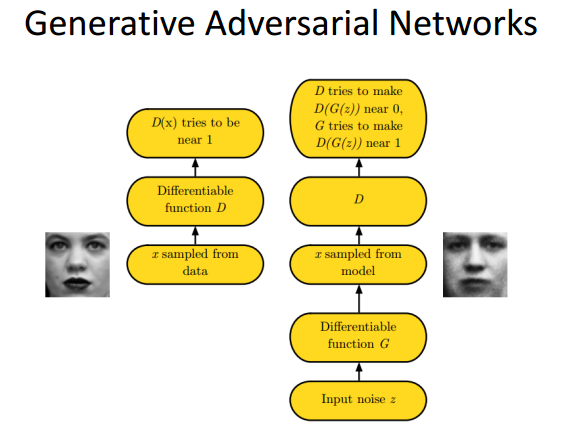 Generative Adversarial Networks
D(x) tries to be
near 1
Differentiable
function D
x sampled from
data
D tries to make
D(G(z)) near 0,
G tries to make
D(G(z)) near 1
D
x sampled from
model
Differentiable
function G
Input noise z